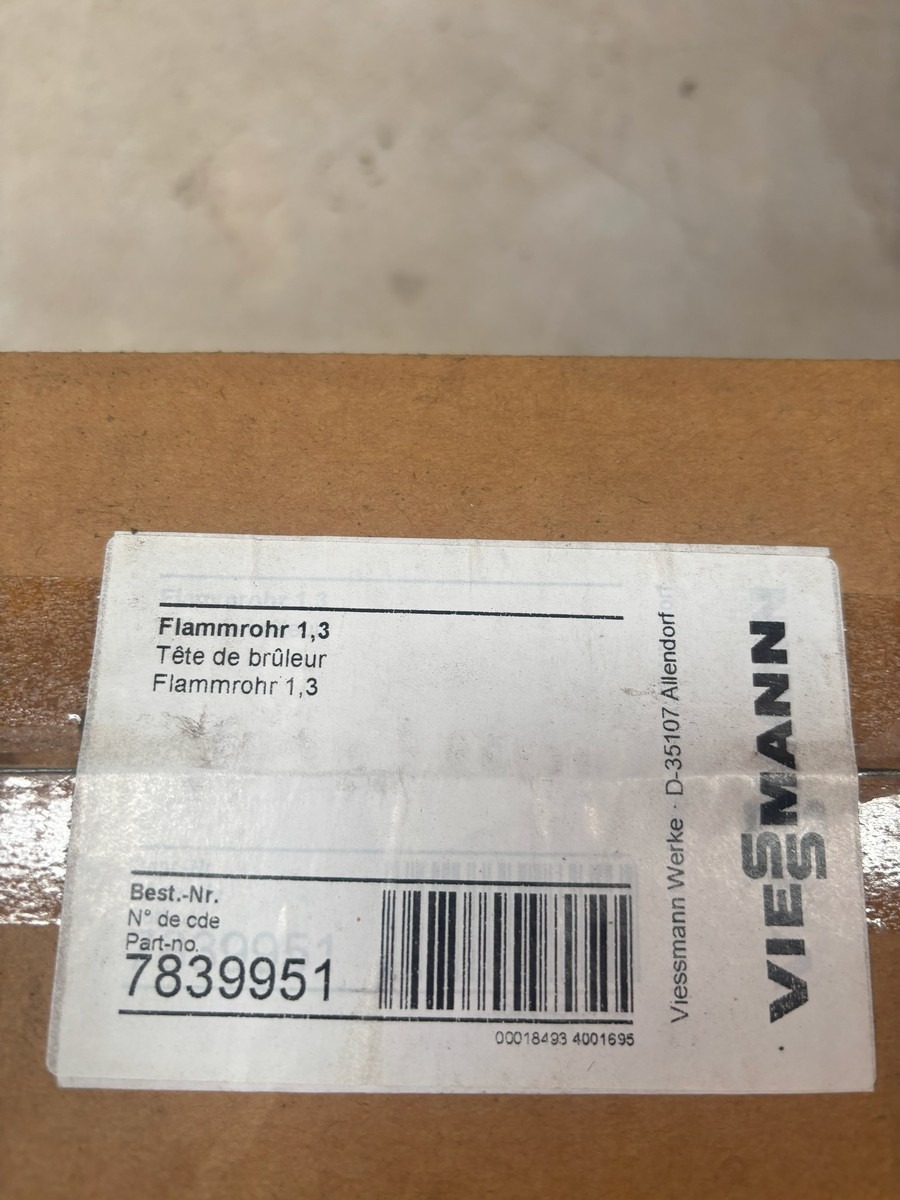 Flammrohr 1,3
Tête de brûleur
Flammrohr 1,3
Best.-Nr.
N° de cde
Part-no.
7839951
00018493 4001695
Viessmann Werke · D-35107 Allendorf
VIESSMANN